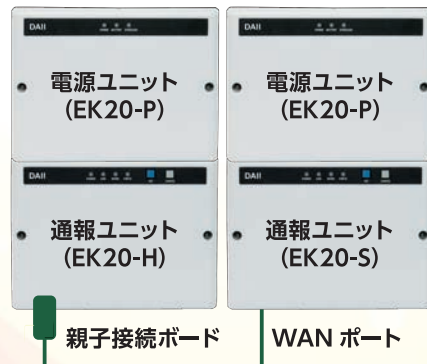 DAII
電源ユニット
(EK20-P)
DAII
電源ユニット
(EK20-P)
DAII
通報ユニット
(EK20-H)
DAII
通報ユニット
(EK20-S)
親子接続ボード
WAN ポート